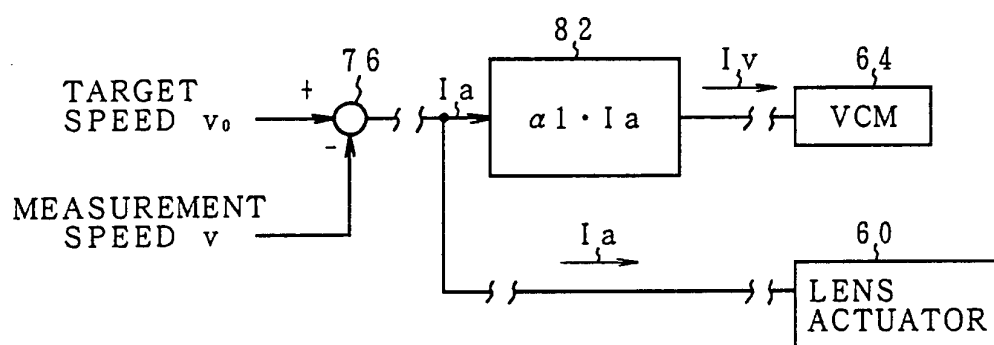 82
76
Iv
64
TARGET
SPEED v₀
+
Ia
α1・Ia
VCM
-
MEASUREMENT
SPEED v
Ia
60
LENS
ACTUATOR